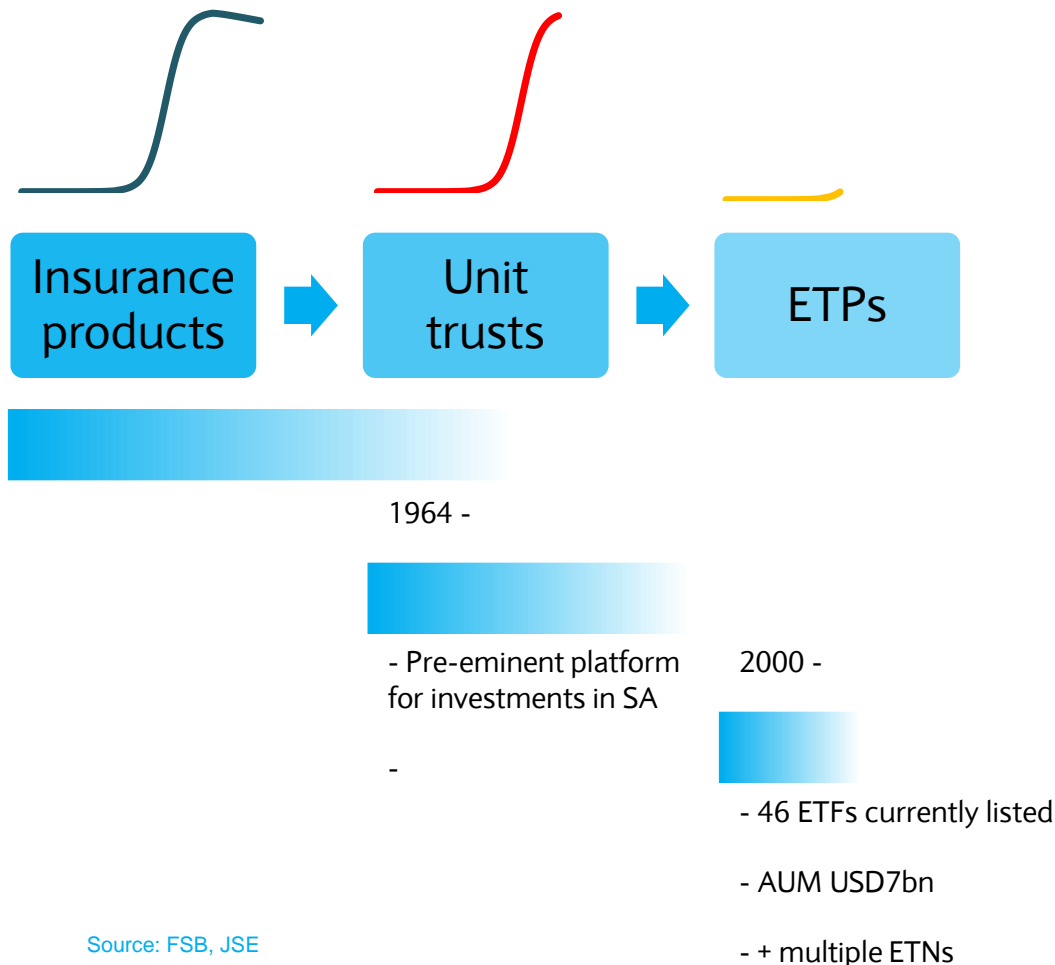 Insurance
products
Unit
trusts
ETPs
1964 -
- Pre-eminent platform
for investments in SA
-
2000 -
- 46 ETFs currently listed
- AUM USD7bn
- + multiple ETNs
Source: FSB, JSE